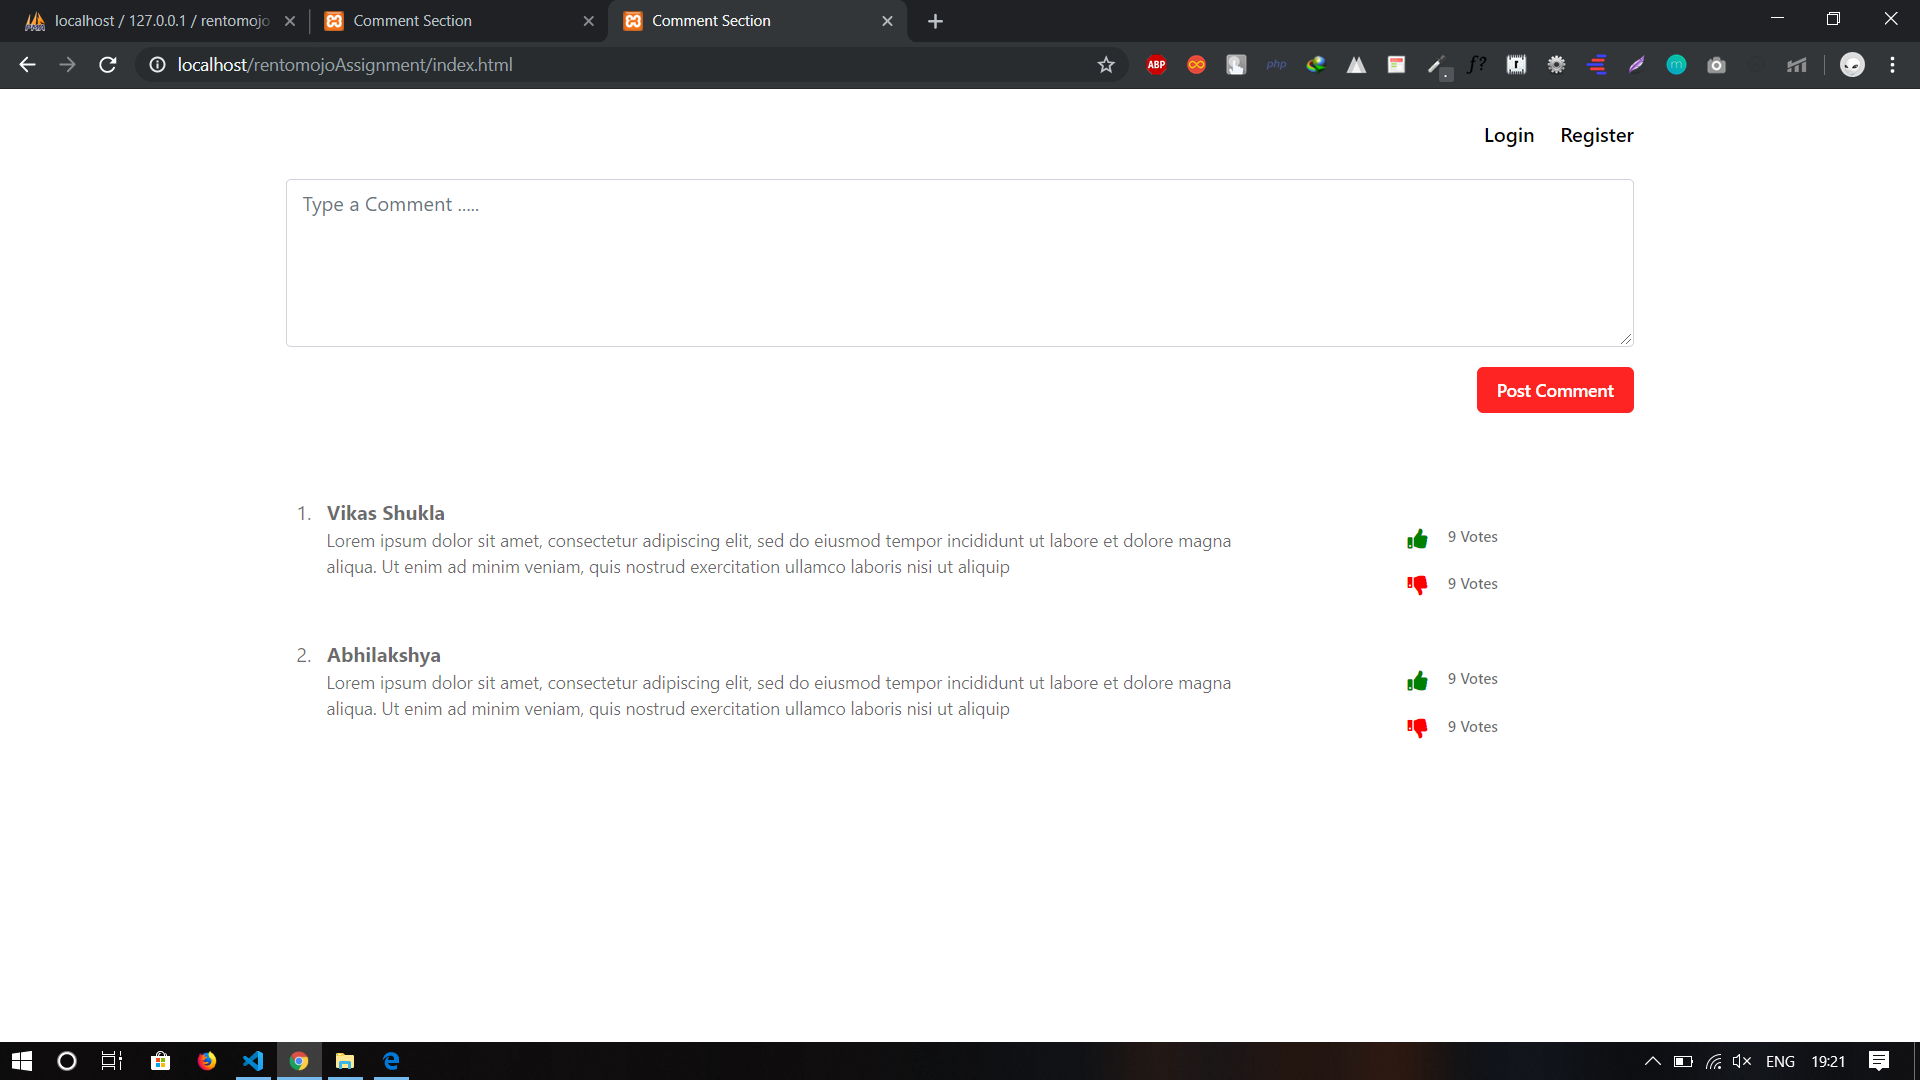 localhost / 127.0.0.1 / rentomojo
Comment Section
Comment Section
localhost/rentomojoAssignment/index.html
ABP
php
f?
r
m
Login Register
Type a Comment .....
Post Comment
1. Vikas Shukla
Lorem ipsum dolor sit amet, consectetur adipiscing elit, sed do eiusmod tempor incididunt ut labore et dolore magna
aliqua. Ut enim ad minim veniam, quis nostrud exercitation ullamco laboris nisi ut aliquip
9 Votes
9 Votes
2. Abhilakshya
Lorem ipsum dolor sit amet, consectetur adipiscing elit, sed do eiusmod tempor incididunt ut labore et dolore magna
aliqua. Ut enim ad minim veniam, quis nostrud exercitation ullamco laboris nisi ut aliquip
9 Votes
9 Votes
ENG 19:21